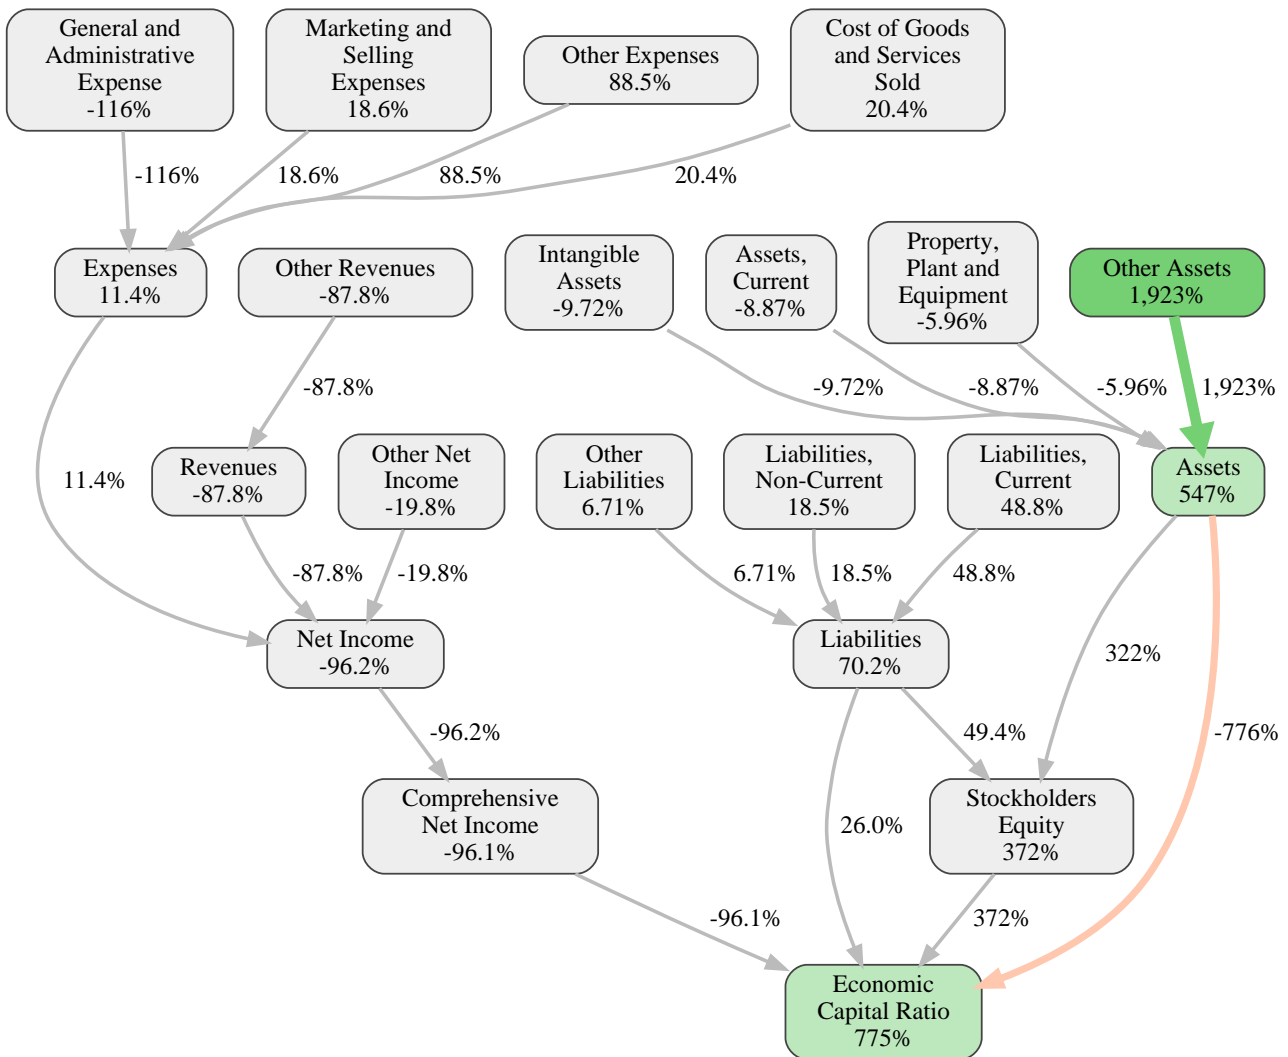 General and
Administrative
Expense
-116%
Marketing and
Selling
Expenses
18.6%
Other Expenses
88.5%
Cost of Goods
and Services
Sold
20.4%
-116%
18.6%
88.5%
20.4%
Expenses
11.4%
Other Revenues
-87.8%
Intangible
Assets
-9.72%
Assets,
Current
-8.87%
Property,
Plant and
Equipment
-5.96%
Other Assets
1,923%
-87.8%
-9.72%
-8.87%
-5.96%
1,923%
11.4%
Revenues
-87.8%
Other Net
Income
-19.8%
Other
Liabilities
6.71%
Liabilities,
Non-Current
18.5%
Liabilities,
Current
48.8%
Assets
547%
-87.8%
-19.8%
6.71%
18.5%
48.8%
Net Income
-96.2%
Liabilities
70.2%
322%
-96.2%
49.4%
-776%
Comprehensive
Net Income
-96.1%
26.0%
Stockholders
Equity
372%
-96.1%
372%
Economic
Capital Ratio
775%